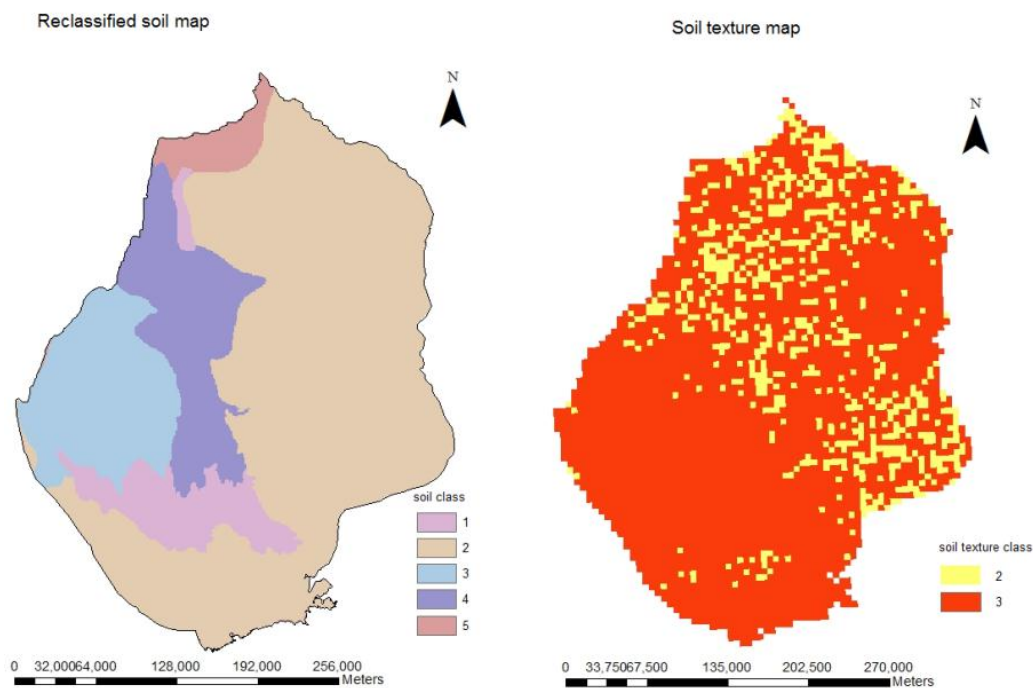 Reclassified soil map
N
soil class
1
2
3
4
5
0 32,00064,000 128,000 192,000 256,000
Meters
Soil texture map
N
soil texture class
2
3
0 33,75067,500 135,000 202,500 270,000
Meters